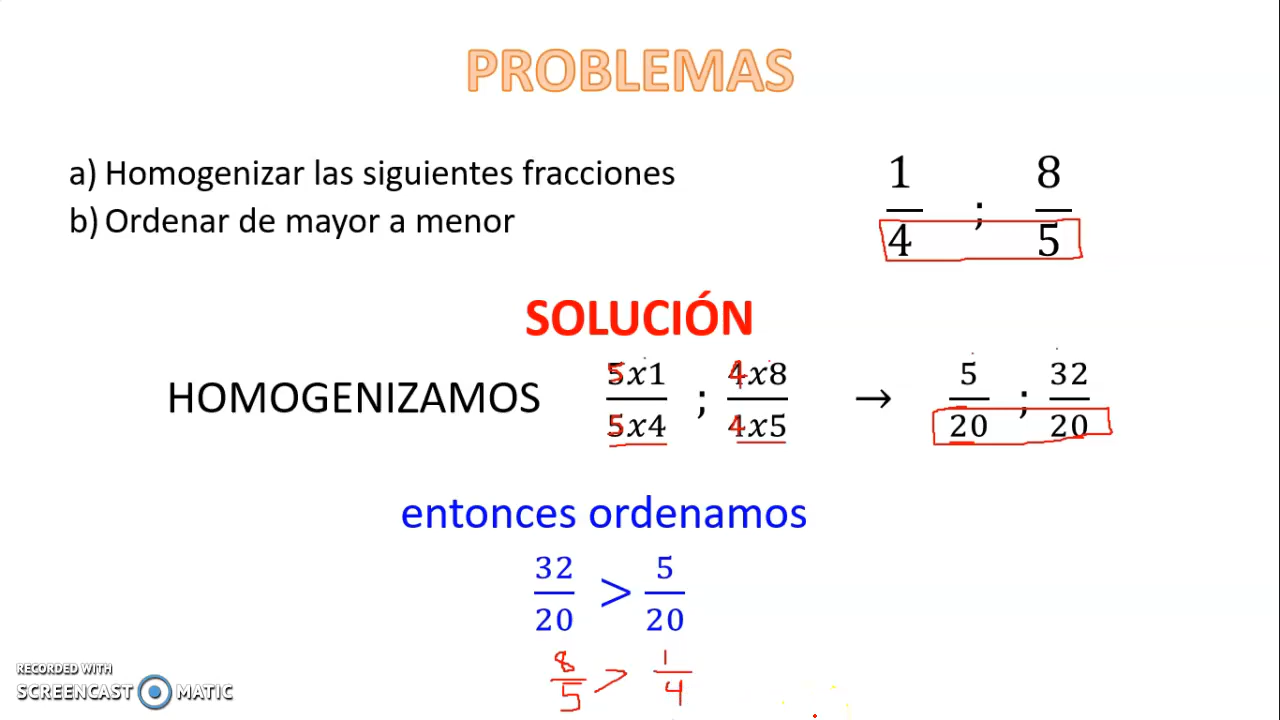 PROBLEMAS
a) Homogenizar las siguientes fracciones
b) Ordenar de mayor a menor
1/4 ; 8/5
SOLUCIÓN
HOMOGENIZAMOS 5x1/5x4 ; 4x8/4x5 → 5/20 ; 32/20
entonces ordenamos
32/20 > 5/20
8/5 > 1/4
RECORDED WITH
SCREENCAST MATIC